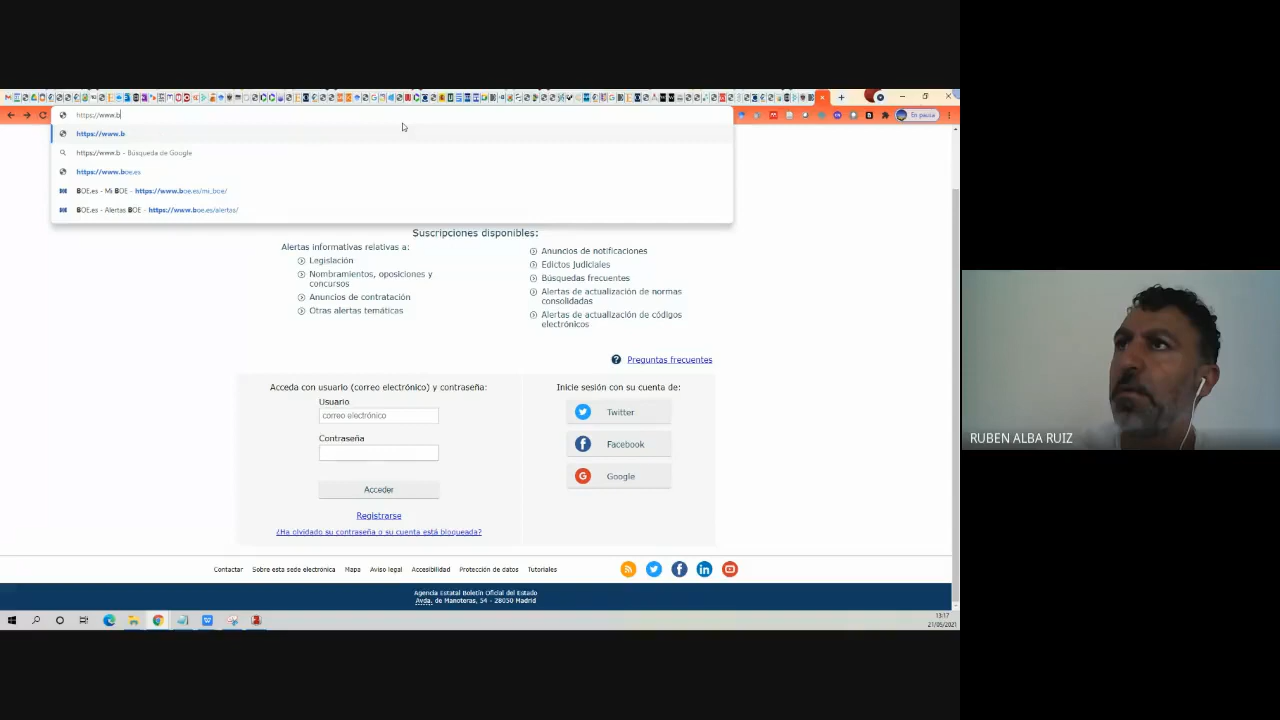 https://www.b
En pausa
https://www.b
https://www.b - Búsqueda de Google
https://www.boe.es
BOE.es - Mi BOE - https://www.boe.es/mi_boe/
BOE.es - Alertas BOE - https://www.boe.es/alertas/
Suscripciones disponibles:
Alertas informativas relativas a:
Legislación
Nombramientos, oposiciones y
concursos
Anuncios de contratación
Otras alertas temáticas
Anuncios de notificaciones
Edictos Judiciales
Búsquedas frecuentes
Alertas de actualización de normas
consolidadas
Alertas de actualización de códigos
electrónicos
Preguntas frecuentes
Acceda con usuario (correo electrónico) y contraseña:
Usuario
correo electrónico
Contraseña
Acceder
Registrarse
¿Ha olvidado su contraseña o su cuenta está bloqueada?
Inicie sesión con su cuenta de:
Twitter
Facebook
Google
Contactar Sobre esta sede electrónica Mapa Aviso legal Accesibilidad Protección de datos Tutoriales
Agencia Estatal Boletín Oficial del Estado
Avda. de Manoteras, 54 - 28050 Madrid
13:17
21/05/2021
RUBEN ALBA RUIZ